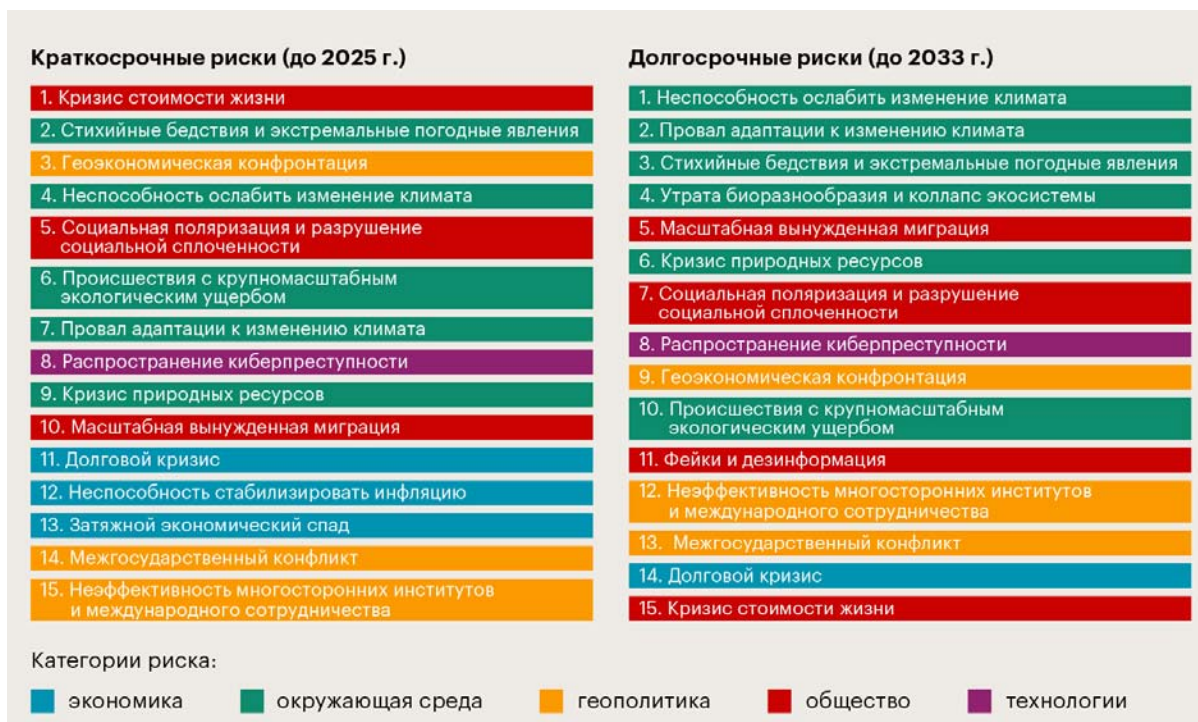 Краткосрочные риски (до 2025 г.)
1. Кризис стоимости жизни
2. Стихийные бедствия и экстремальные погодные явления
3. Геоэкономическая конфронтация
4. Неспособность ослабить изменение климата
5. Социальная поляризация и разрушение
социальной сплоченности
6. Происшествия с крупномасштабным
экологическим ущербом
7. Провал адаптации к изменению климата
8. Распространение киберпреступности
9. Кризис природных ресурсов
10. Масштабная вынужденная миграция
11. Долговой кризис
12. Неспособность стабилизировать инфляцию
13. Затяжной экономический спад
14. Межгосударственный конфликт
15. Неэффективность многосторонних институтов
и международного сотрудничества
Долгосрочные риски (до 2033 г.)
1. Неспособность ослабить изменение климата
2. Провал адаптации к изменению климата
3. Стихийные бедствия и экстремальные погодные явления
4. Утрата биоразнообразия и коллапс экосистемы
5. Масштабная вынужденная миграция
6. Кризис природных ресурсов
7. Социальная поляризация и разрушение
социальной сплоченности
8. Распространение киберпреступности
9. Геоэкономическая конфронтация
10. Происшествия с крупномасштабным
экологическим ущербом
11. Фейки и дезинформация
12. Неэффективность многосторонних институтов
и международного сотрудничества
13. Межгосударственный конфликт
14. Долговой кризис
15. Кризис стоимости жизни
Категории риска:
экономика окружающая среда геополитика общество технологии